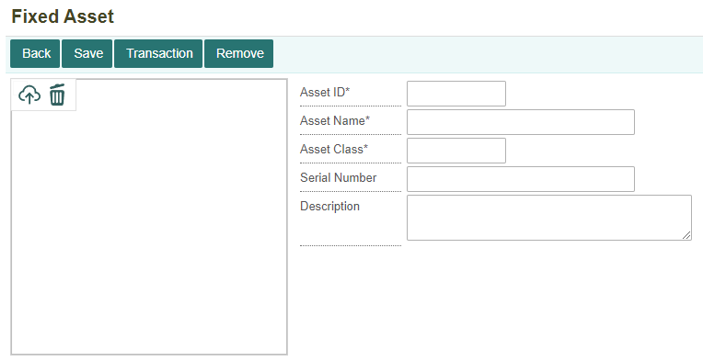 Fixed Asset
Back Save Transaction Remove
Asset ID*
Asset Name*
Asset Class*
Serial Number
Description